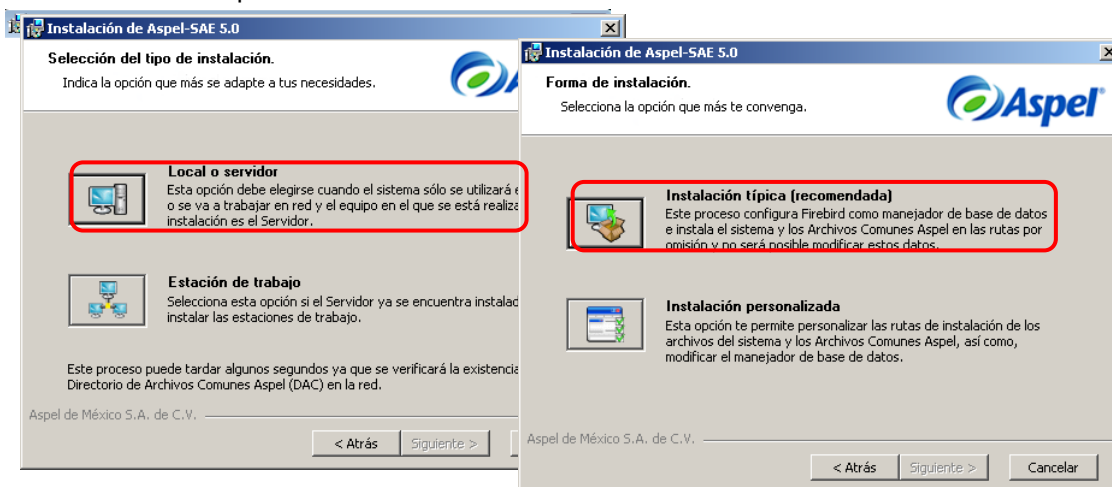 Instalación de Aspel-SAE 5.0
Selección del tipo de instalación.
Indica la opción que más se adapte a tus necesidades.
Local o servidor
Esta opción debe elegirse cuando el sistema sólo se utilizará
o se va a trabajar en red y el equipo en el que se está
instalación es el Servidor.
Estación de trabajo
Selecciona esta opción si el Servidor ya se encuentra
instalar las estaciones de trabajo.
Este proceso puede tardar algunos segundos ya que se verificará la existencia
Directorio de Archivos Comunes Aspel (DAC) en la red.
Aspel de México S.A. de C.V.
< Atrás
Siguiente >
Instalación de Aspel-SAE 5.0
Forma de instalación.
Selecciona la opción que más te convenga.
Aspel
Instalación típica (recomendada)
Este proceso configura Firebird como manejador de base de datos
e instala el sistema y los Archivos Comunes Aspel en las rutas por
omisión y no será posible modificar estos datos.
Instalación personalizada
Esta opción te permite personalizar las rutas de instalación de los
archivos del sistema y los Archivos Comunes Aspel, así como,
modificar el manejador de base de datos.
Aspel de México S.A. de C.V.
< Atrás
Siguiente >
Cancelar